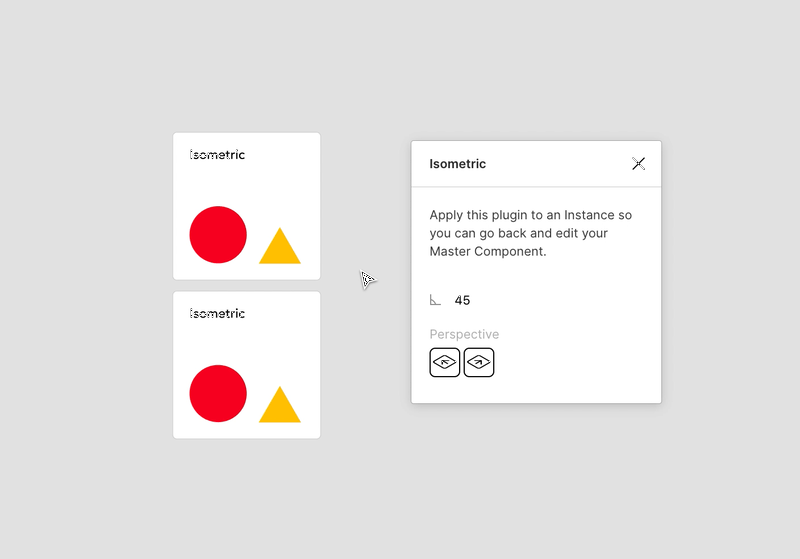 Isometric
Isometric
Isometric
Apply this plugin to an Instance so
you can go back and edit your
Master Component.
45
Perspective